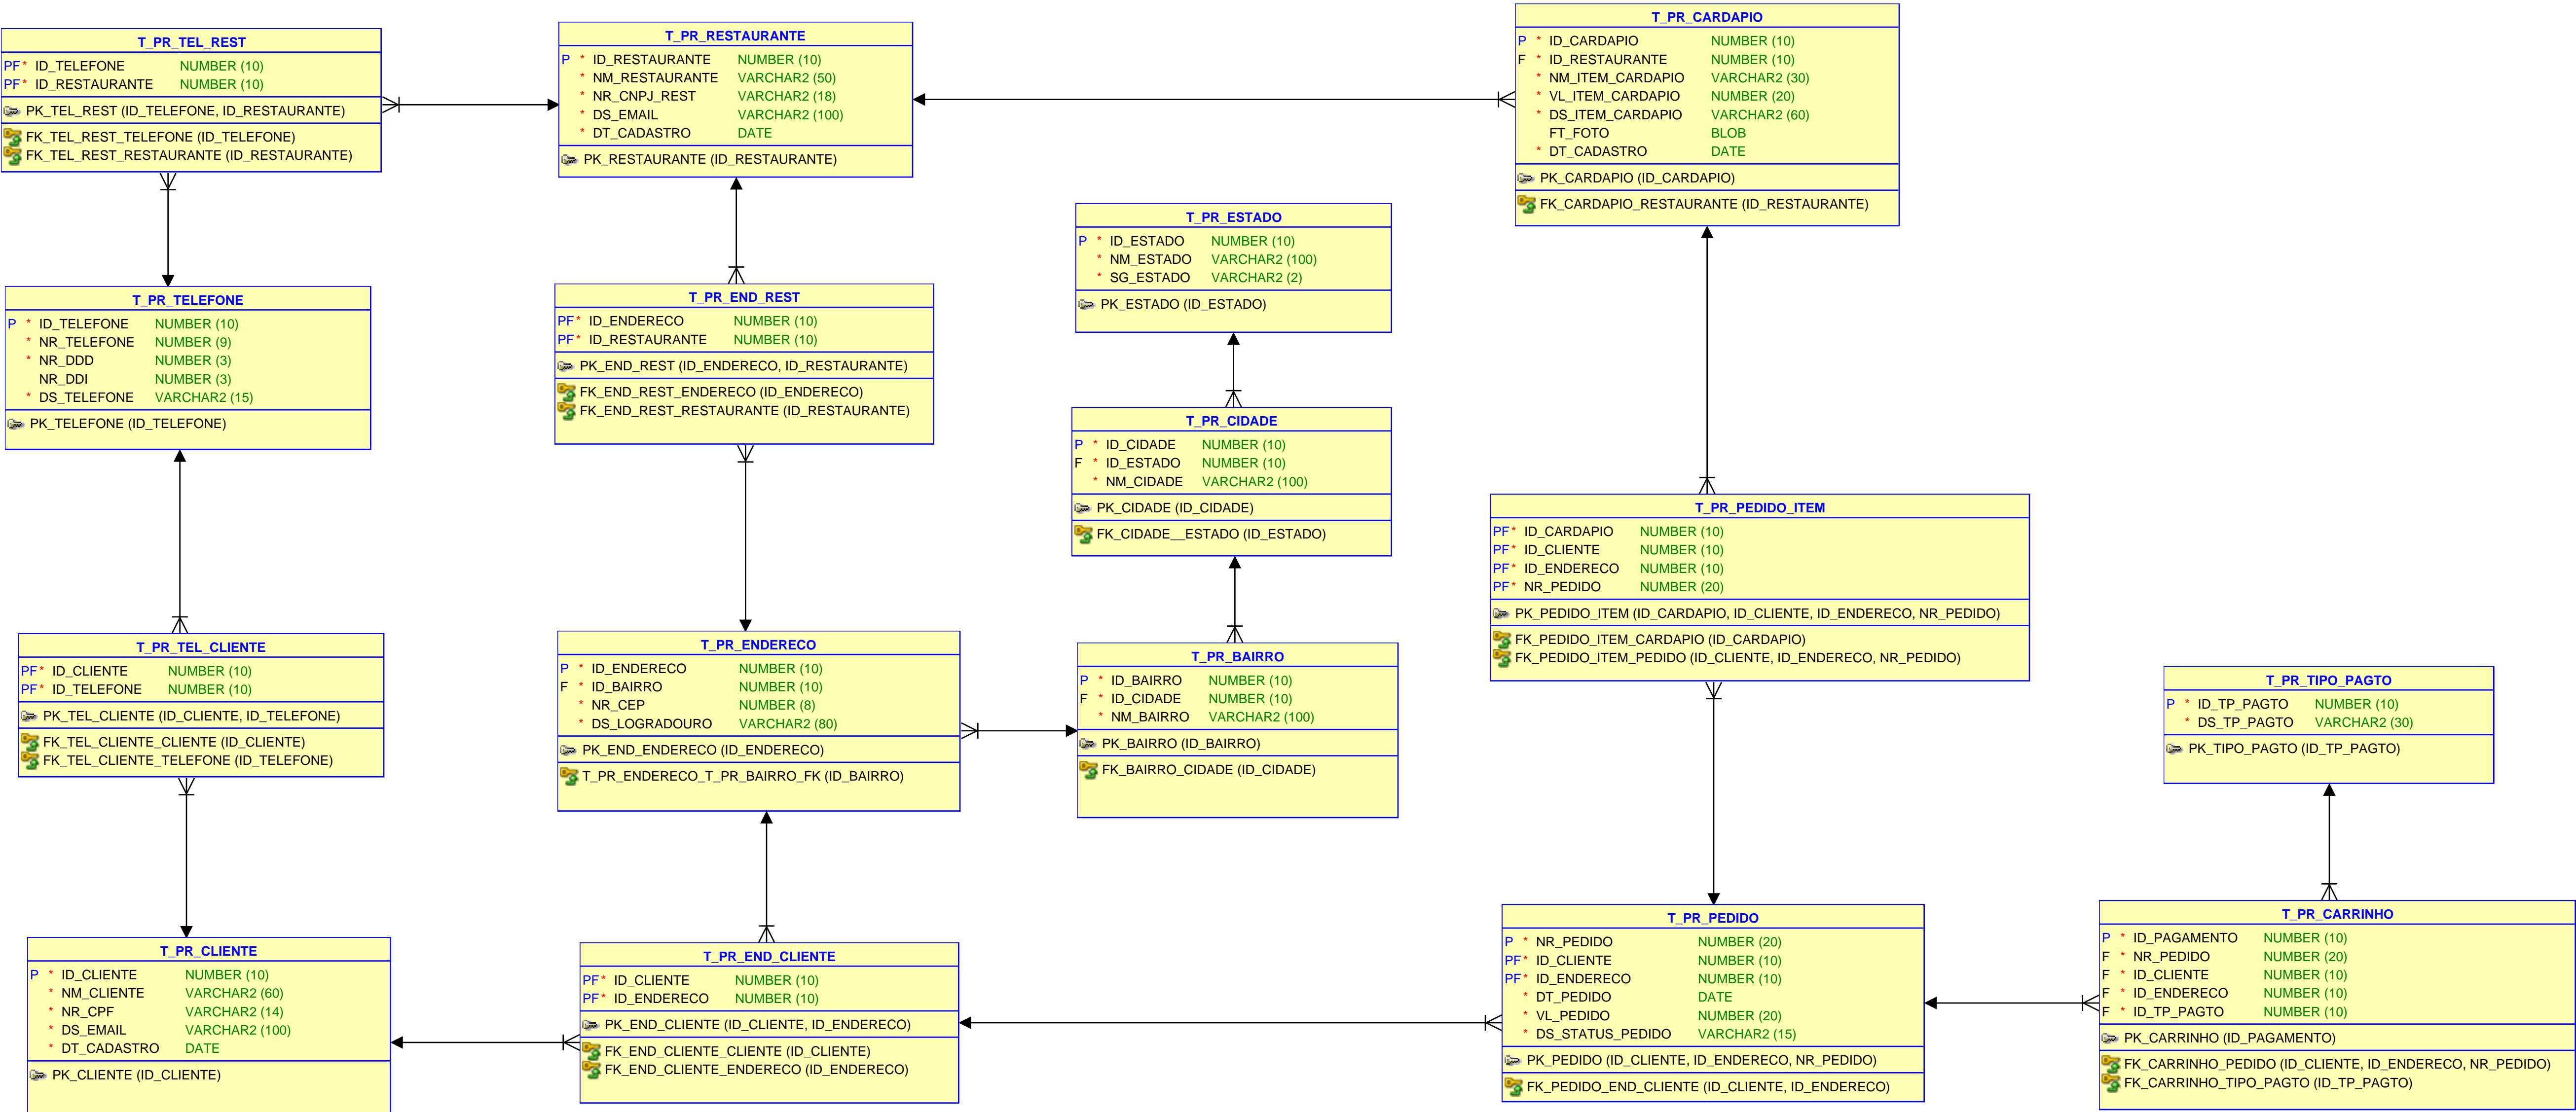 T_PR_TEL_REST
PF* ID_TELEFONE NUMBER (10)
PF* ID_RESTAURANTE NUMBER (10)
PK_TEL_REST (ID_TELEFONE, ID_RESTAURANTE)
FK_TEL_REST_TELEFONE (ID_TELEFONE)
FK_TEL_REST_RESTAURANTE (ID_RESTAURANTE)
T_PR_RESTAURANTE
P * ID_RESTAURANTE NUMBER (10)
* NM_RESTAURANTE VARCHAR2 (50)
* NR_CNPJ_REST VARCHAR2 (18)
* DS_EMAIL VARCHAR2 (100)
* DT_CADASTRO DATE
PK_RESTAURANTE (ID_RESTAURANTE)
T_PR_CARDAPIO
P * ID_CARDAPIO NUMBER (10)
F * ID_RESTAURANTE NUMBER (10)
* NM_ITEM_CARDAPIO VARCHAR2 (30)
* VL_ITEM_CARDAPIO NUMBER (20)
* DS_ITEM_CARDAPIO VARCHAR2 (60)
FT_FOTO BLOB
* DT_CADASTRO DATE
PK_CARDAPIO (ID_CARDAPIO)
FK_CARDAPIO_RESTAURANTE (ID_RESTAURANTE)
T_PR_ESTADO
P * ID_ESTADO NUMBER (10)
* NM_ESTADO VARCHAR2 (100)
* SG_ESTADO VARCHAR2 (2)
PK_ESTADO (ID_ESTADO)
T_PR_TELEFONE
P * ID_TELEFONE NUMBER (10)
* NR_TELEFONE NUMBER (9)
* NR_DDD NUMBER (3)
NR_DDI NUMBER (3)
* DS_TELEFONE VARCHAR2 (15)
PK_TELEFONE (ID_TELEFONE)
T_PR_END_REST
PF* ID_ENDERECO NUMBER (10)
PF* ID_RESTAURANTE NUMBER (10)
PK_END_REST (ID_ENDERECO, ID_RESTAURANTE)
FK_END_REST_ENDERECO (ID_ENDERECO)
FK_END_REST_RESTAURANTE (ID_RESTAURANTE)
T_PR_CIDADE
P * ID_CIDADE NUMBER (10)
F * ID_ESTADO NUMBER (10)
* NM_CIDADE VARCHAR2 (100)
PK_CIDADE (ID_CIDADE)
FK_CIDADE__ESTADO (ID_ESTADO)
T_PR_PEDIDO_ITEM
PF* ID_CARDAPIO NUMBER (10)
PF* ID_CLIENTE NUMBER (10)
PF* ID_ENDERECO NUMBER (10)
PF* NR_PEDIDO NUMBER (20)
PK_PEDIDO_ITEM (ID_CARDAPIO, ID_CLIENTE, ID_ENDERECO, NR_PEDIDO)
FK_PEDIDO_ITEM_CARDAPIO (ID_CARDAPIO)
FK_PEDIDO_ITEM_PEDIDO (ID_CLIENTE, ID_ENDERECO, NR_PEDIDO)
T_PR_TEL_CLIENTE
PF* ID_CLIENTE NUMBER (10)
PF* ID_TELEFONE NUMBER (10)
PK_TEL_CLIENTE (ID_CLIENTE, ID_TELEFONE)
FK_TEL_CLIENTE_CLIENTE (ID_CLIENTE)
FK_TEL_CLIENTE_TELEFONE (ID_TELEFONE)
T_PR_ENDERECO
P * ID_ENDERECO NUMBER (10)
F * ID_BAIRRO NUMBER (10)
* NR_CEP NUMBER (8)
* DS_LOGRADOURO VARCHAR2 (80)
PK_END_ENDERECO (ID_ENDERECO)
T_PR_ENDERECO_T_PR_BAIRRO_FK (ID_BAIRRO)
T_PR_BAIRRO
P * ID_BAIRRO NUMBER (10)
F * ID_CIDADE NUMBER (10)
* NM_BAIRRO VARCHAR2 (100)
PK_BAIRRO (ID_BAIRRO)
FK_BAIRRO_CIDADE (ID_CIDADE)
T_PR_TIPO_PAGTO
P * ID_TP_PAGTO NUMBER (10)
* DS_TP_PAGTO VARCHAR2 (30)
PK_TIPO_PAGTO (ID_TP_PAGTO)
T_PR_CLIENTE
P * ID_CLIENTE NUMBER (10)
* NM_CLIENTE VARCHAR2 (60)
* NR_CPF VARCHAR2 (14)
* DS_EMAIL VARCHAR2 (100)
* DT_CADASTRO DATE
PK_CLIENTE (ID_CLIENTE)
T_PR_END_CLIENTE
PF* ID_CLIENTE NUMBER (10)
PF* ID_ENDERECO NUMBER (10)
PK_END_CLIENTE (ID_CLIENTE, ID_ENDERECO)
FK_END_CLIENTE_CLIENTE (ID_CLIENTE)
FK_END_CLIENTE_ENDERECO (ID_ENDERECO)
T_PR_PEDIDO
P * NR_PEDIDO NUMBER (20)
PF* ID_CLIENTE NUMBER (10)
PF* ID_ENDERECO NUMBER (10)
* DT_PEDIDO DATE
* VL_PEDIDO NUMBER (20)
* DS_STATUS_PEDIDO VARCHAR2 (15)
PK_PEDIDO (ID_CLIENTE, ID_ENDERECO, NR_PEDIDO)
FK_PEDIDO_END_CLIENTE (ID_CLIENTE, ID_ENDERECO)
T_PR_CARRINHO
P * ID_PAGAMENTO NUMBER (10)
F * NR_PEDIDO NUMBER (20)
F * ID_CLIENTE NUMBER (10)
F * ID_ENDERECO NUMBER (10)
F * ID_TP_PAGTO NUMBER (10)
PK_CARRINHO (ID_PAGAMENTO)
FK_CARRINHO_PEDIDO (ID_CLIENTE, ID_ENDERECO, NR_PEDIDO)
FK_CARRINHO_TIPO_PAGTO (ID_TP_PAGTO)